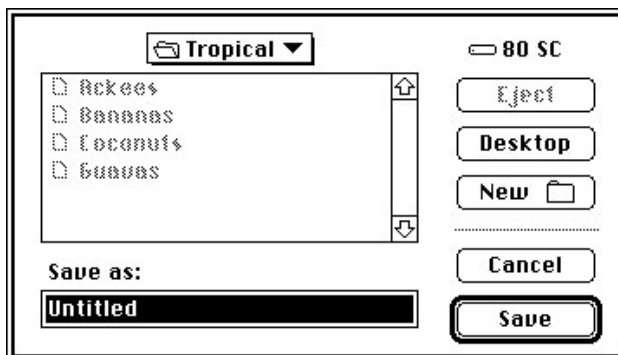 Tropical
80 SC
Ackees
Bananas
Coconuts
Guavas
Eject
Desktop
New
Save as:
Untitled
Cancel
Save